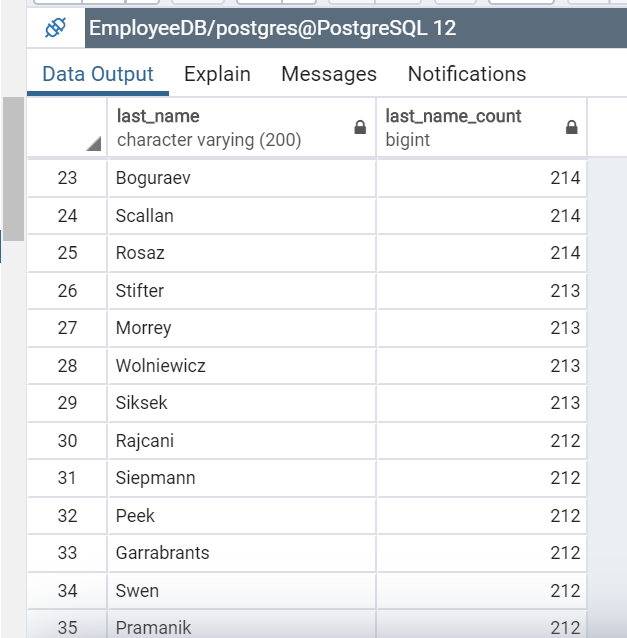 EmployeeDB/postgres@PostgreSQL 12
Data Output Explain Messages Notifications
last_name last_name_count
character varying (200) bigint
23 Boguraev 214
24 Scallan 214
25 Rosaz 214
26 Stifter 213
27 Morrey 213
28 Wolniewicz 213
29 Siksek 213
30 Rajcani 212
31 Siepmann 212
32 Peek 212
33 Garrabrants 212
34 Swen 212
35 Pramanik 212